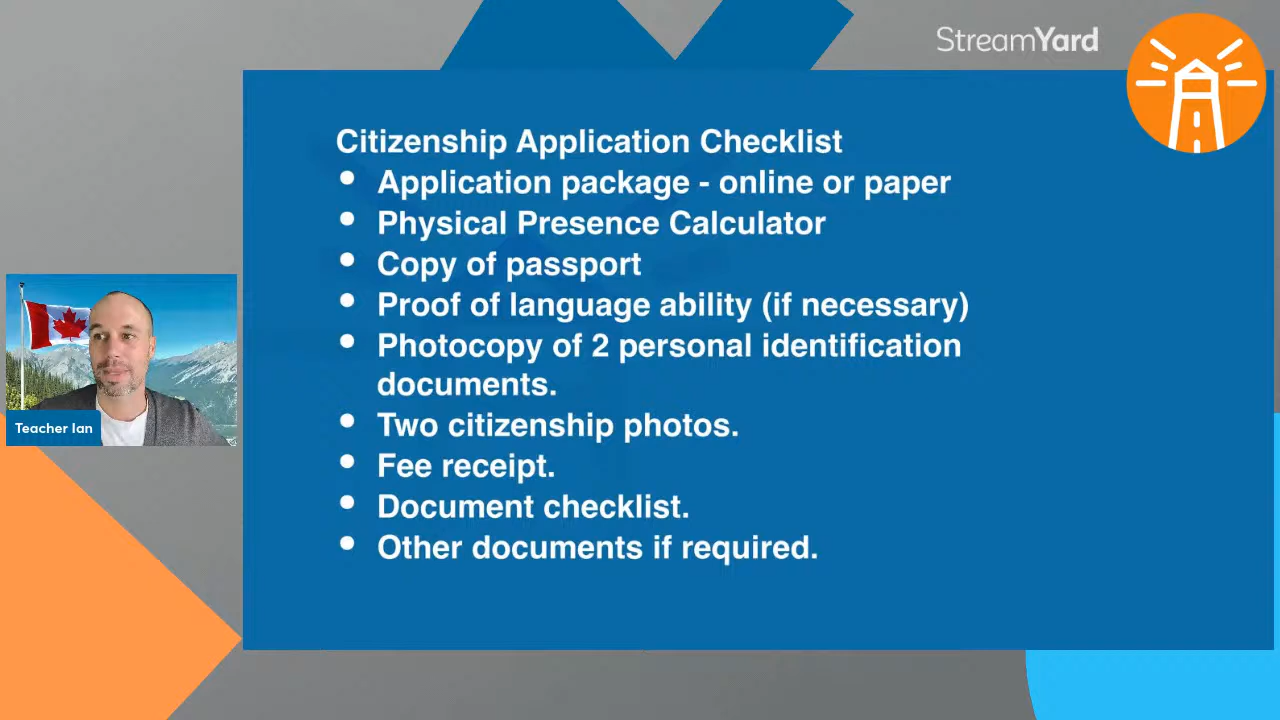 StreamYard
Citizenship Application Checklist
• Application package - online or paper
• Physical Presence Calculator
• Copy of passport
• Proof of language ability (if necessary)
• Photocopy of 2 personal identification
documents.
• Two citizenship photos.
• Fee receipt.
• Document checklist.
• Other documents if required.
Teacher Ian